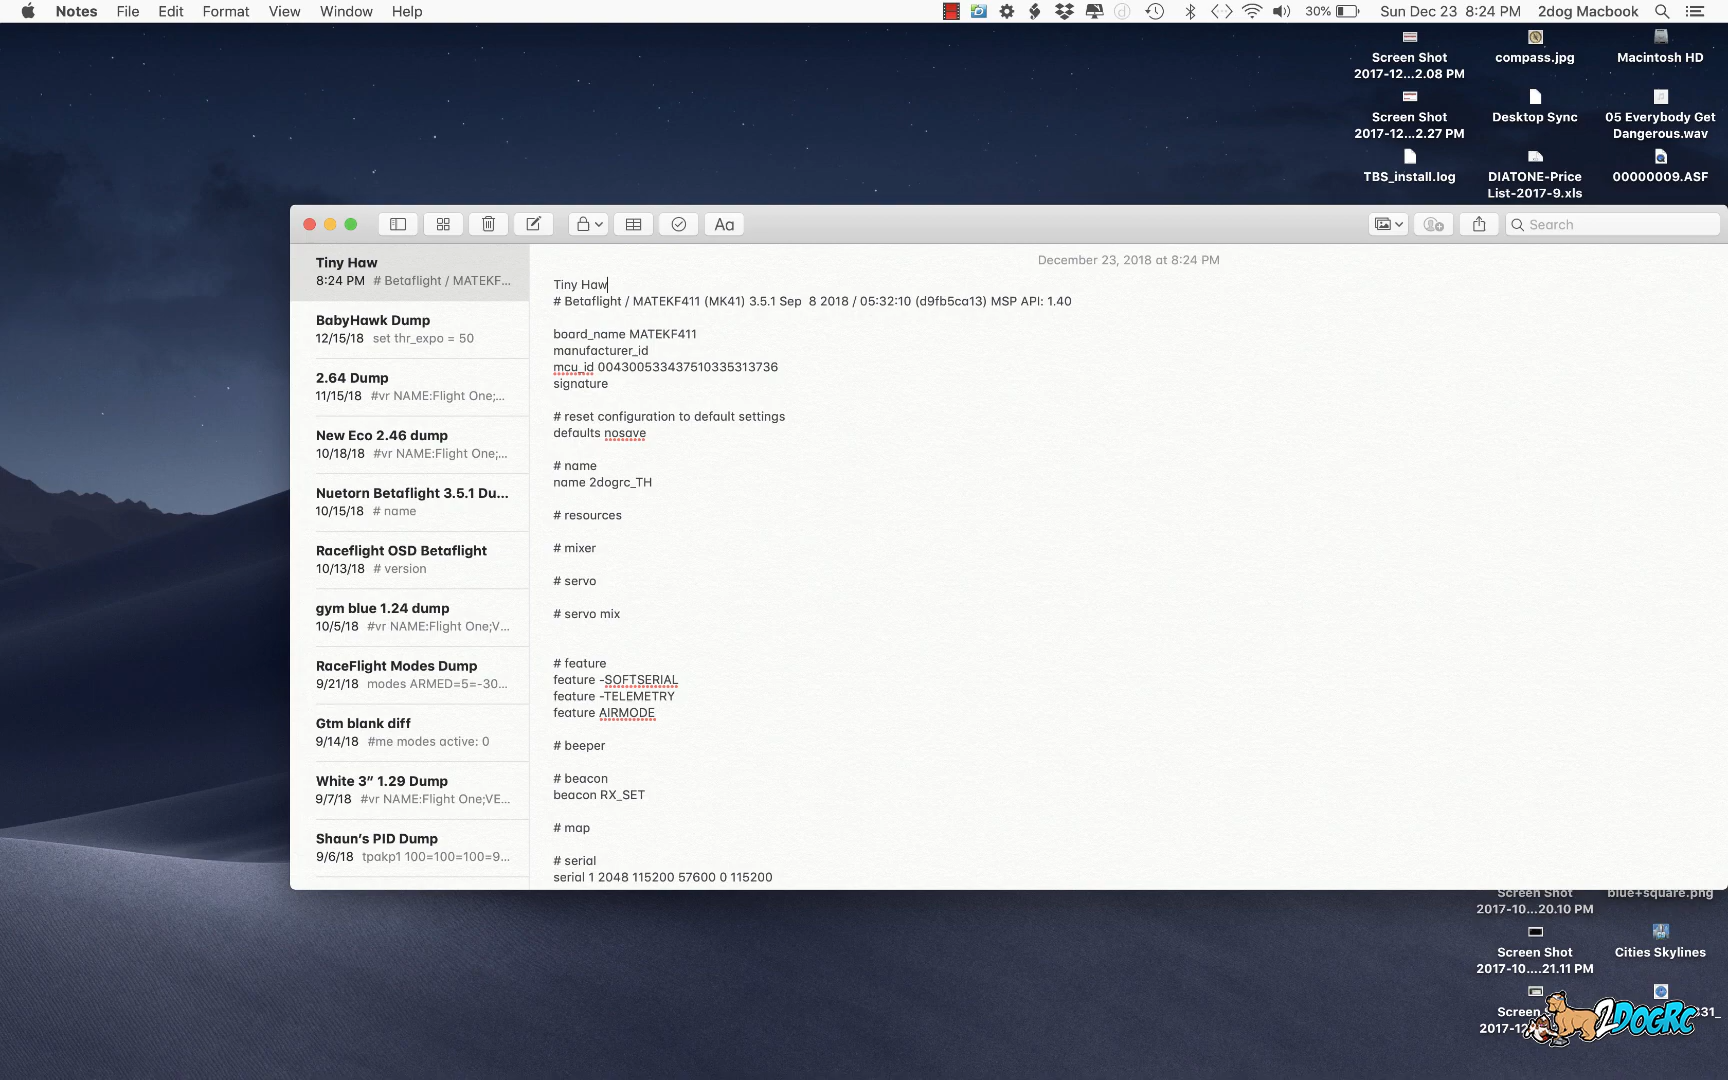 Notes File Edit Format View Window Help 30% Sun Dec 23 8:24 PM 2dog Macbook
Screen Shot 2017-12...2.08 PM
compass.jpg
Macintosh HD
Screen Shot 2017-12...2.27 PM
Desktop Sync
05 Everybody Get Dangerous.wav
TBS_install.log
DIATONE-Price List-2017-9.xls
00000009.ASF
Aa
Search
Tiny Haw
8:24 PM # Betaflight / MATEKF...
BabyHawk Dump
12/15/18 set thr_expo = 50
2.64 Dump
11/15/18 #vr NAME:Flight One;...
New Eco 2.46 dump
10/18/18 #vr NAME:Flight One;...
Nuetorn Betaflight 3.5.1 Du...
10/15/18 # name
Raceflight OSD Betaflight
10/13/18 # version
gym blue 1.24 dump
10/5/18 #vr NAME:Flight One;V...
RaceFlight Modes Dump
9/21/18 modes ARMED=5=-30...
Gtm blank diff
9/14/18 #me modes active: 0
White 3” 1.29 Dump
9/7/18 #vr NAME:Flight One;VE...
Shaun’s PID Dump
9/6/18 tpakp1 100=100=100=9...
December 23, 2018 at 8:24 PM
Tiny Haw
# Betaflight / MATEKF411 (MK41) 3.5.1 Sep  8 2018 / 05:32:10 (d9fb5ca13) MSP API: 1.40
board_name MATEKF411
manufacturer_id
mcu_id 004300533437510335313736
signature
# reset configuration to default settings
defaults nosave
# name
name 2dogrc_TH
# resources
# mixer
# servo
# servo mix
# feature
feature -SOFTSERIAL
feature -TELEMETRY
feature AIRMODE
# beeper
# beacon
beacon RX_SET
# map
# serial
serial 1 2048 115200 57600 0 115200
Screen Shot
2017-10...20.10 PM
blue+square.png
Screen Shot
2017-10....21.11 PM
Cities Skylines
Screen
2017-12
31_
2DOGRC